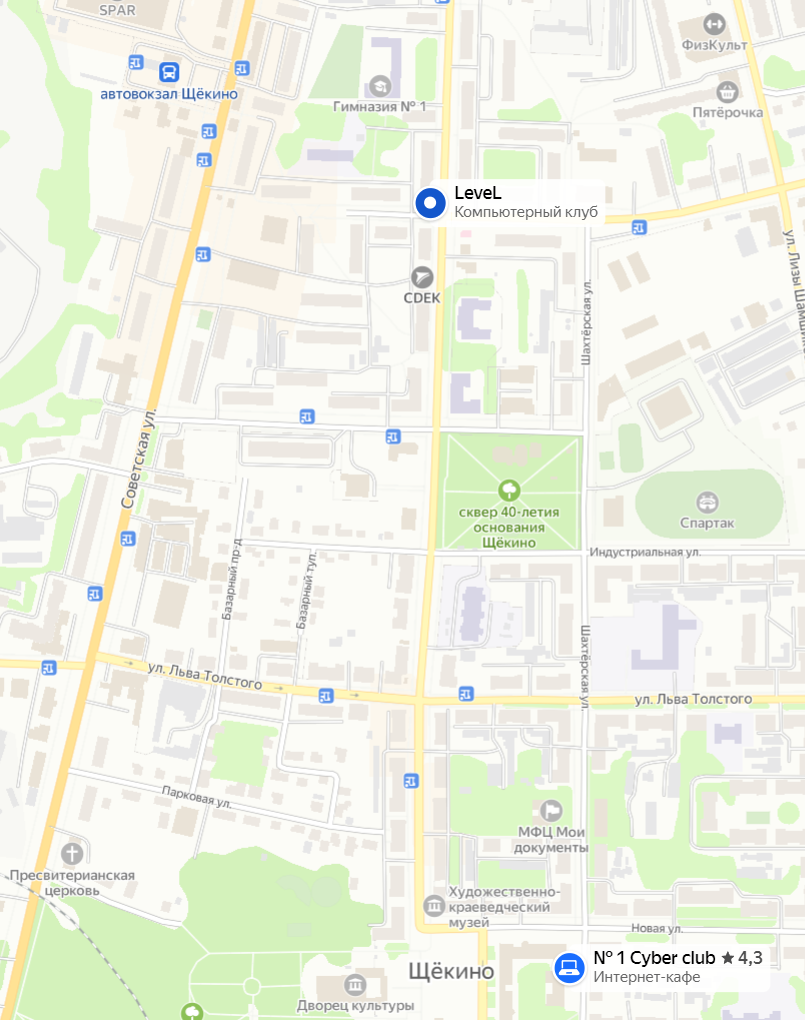 SPAR
ФизКульт
автовокзал Щёкино
Гимназия № 1
Пятёрочка
LeveL
Компьютерный клуб
ул. Лизы Шамшиков
CDEK
Шахтёрская ул.
Советская ул.
сквер 40-летия
основания
Щёкино
Спартак
Индустриальная ул.
Базарный пр-д
Базарный туп.
Шахтёрская ул.
ул. Льва Толстого
ул. Льва Толстого
Парковая ул.
МФЦ Мои
документы
Пресвитерианская
церковь
Художественно-
краеведческий
музей
Новая ул.
Щёкино
№ 1 Cyber club ★ 4,3
Интернет-кафе
Дворец культуры